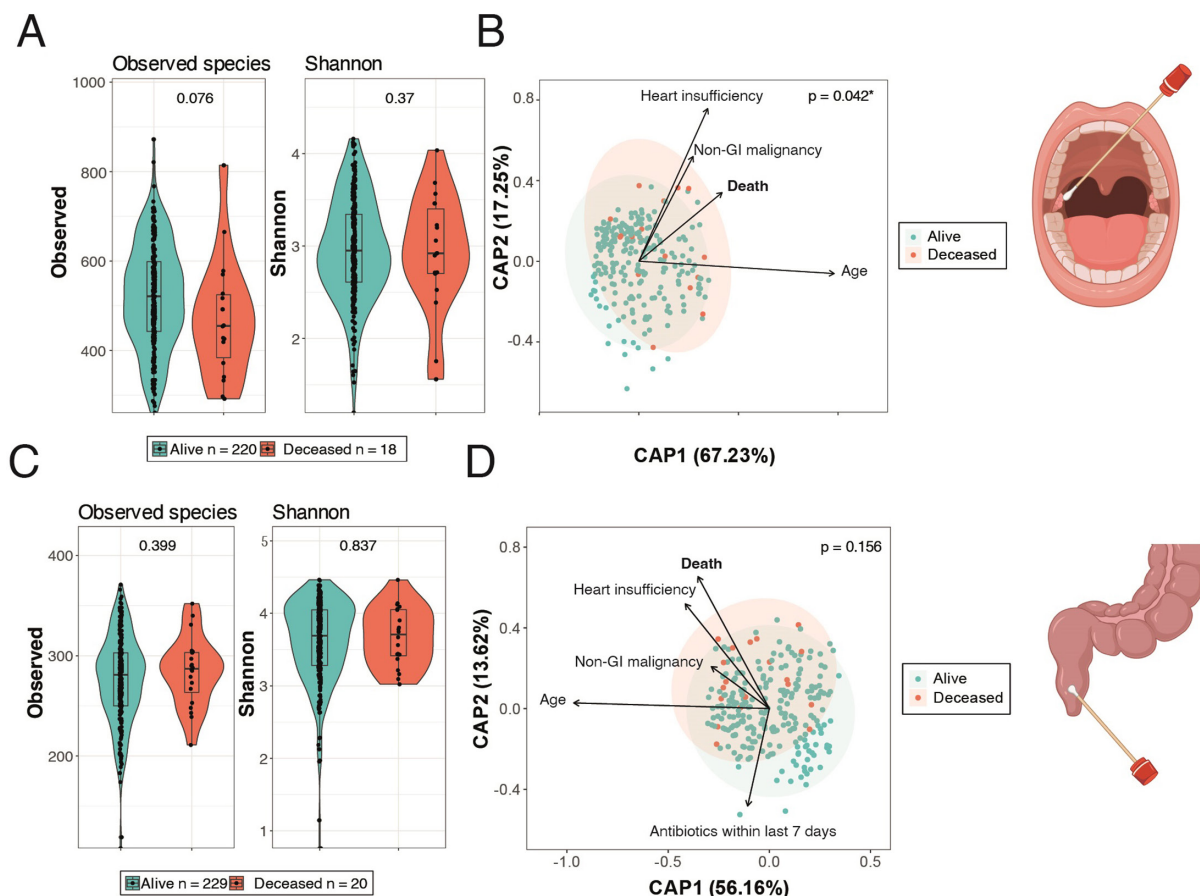 A
Observed species
Shannon
1000
800
600
400
Observed
0.076
4
3
2
Shannon
0.37
Alive n = 220
Deceased n = 18
B
0.8
0.4
0.0
-0.4
CAP2 (17.25%)
Heart insufficiency
p = 0.042*
Non-GI malignancy
Death
Age
CAP1 (67.23%)
Alive
Deceased
C
Observed species
Shannon
400
300
200
Observed
0.399
5
4
3
2
1
Shannon
0.837
Alive n = 229
Deceased n = 20
D
0.8
0.4
0.0
-0.4
CAP2 (13.62%)
p = 0.156
Death
Heart insufficiency
Non-GI malignancy
Age
Antibiotics within last 7 days
-1.0
-0.5
0.0
0.5
CAP1 (56.16%)
Alive
Deceased